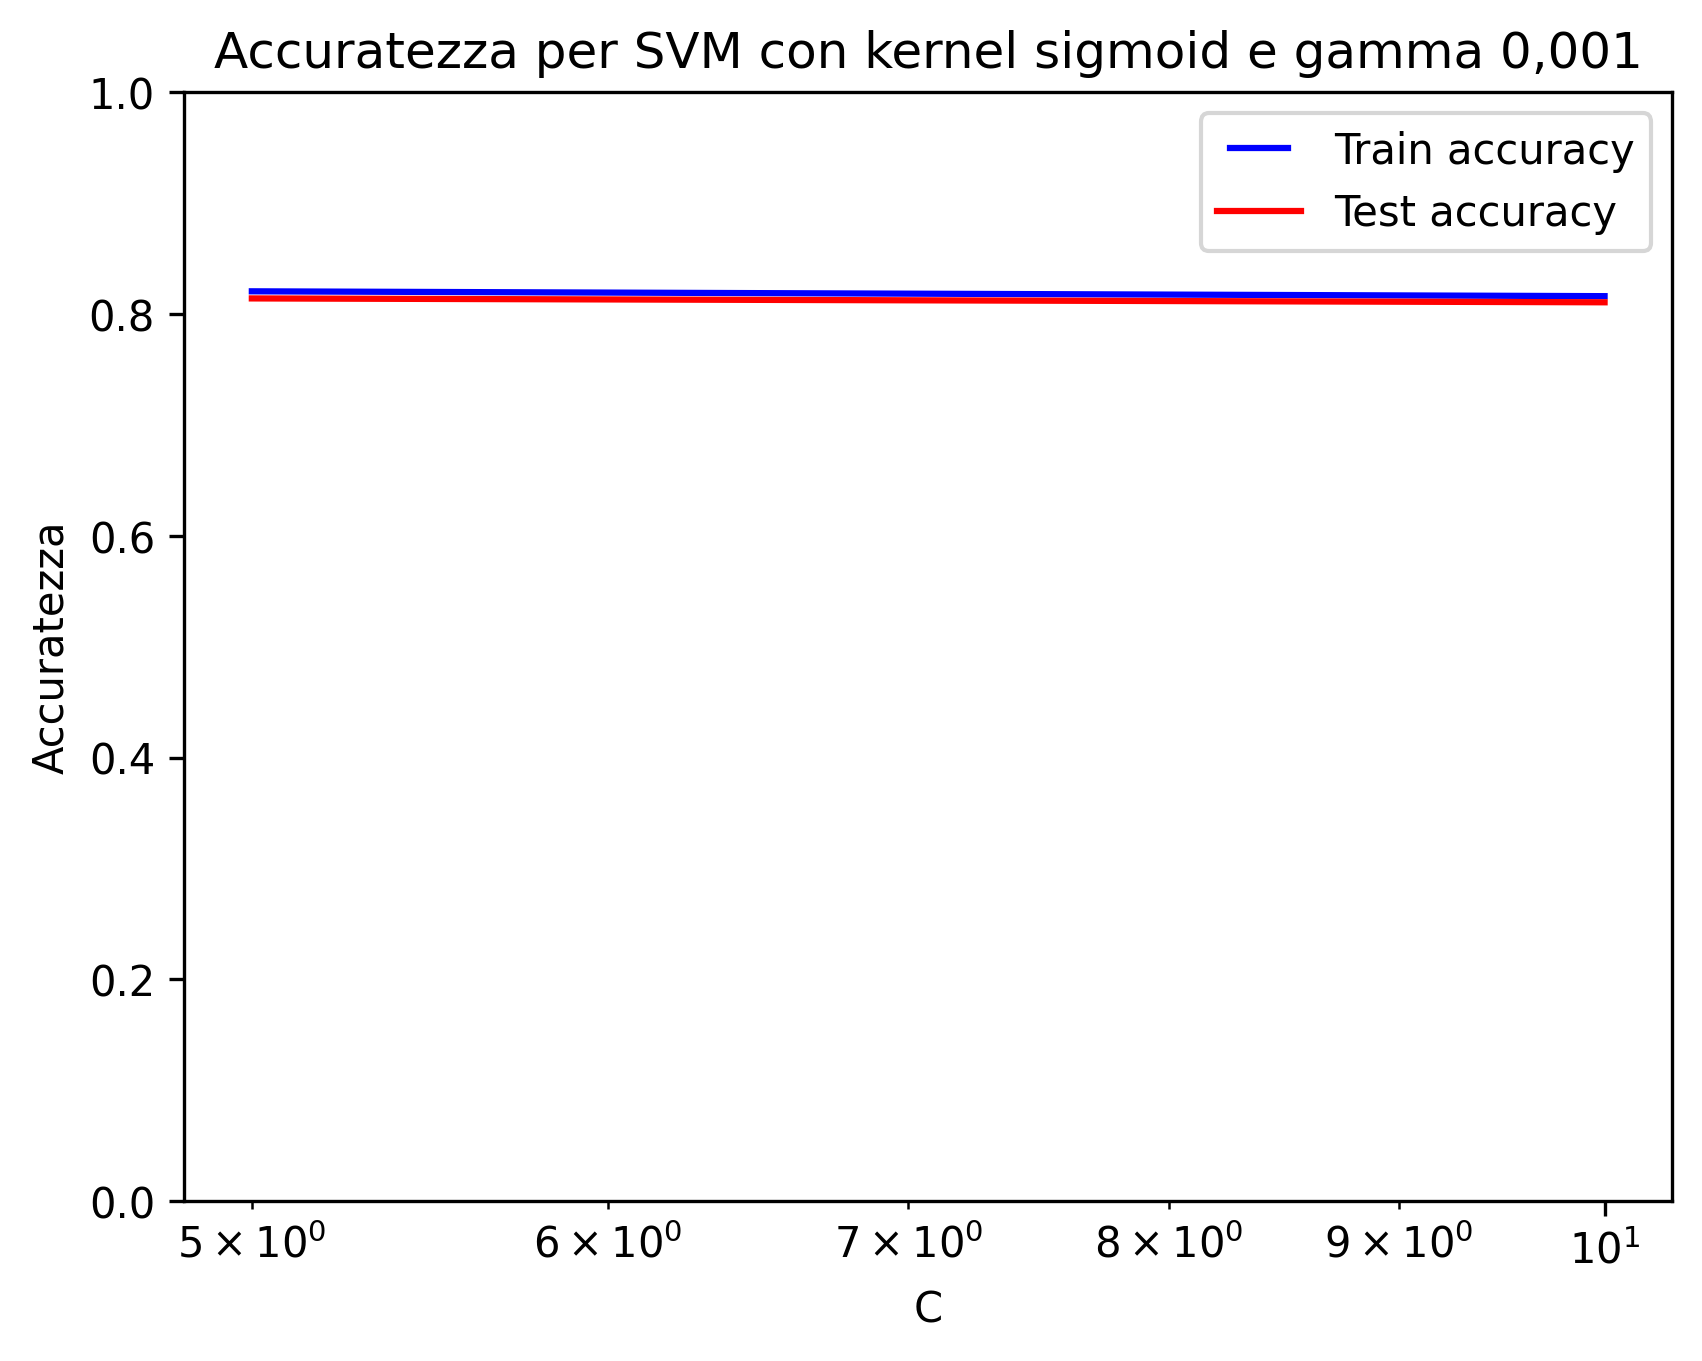 Accuratezza per SVM con kernel sigmoid e gamma 0,001
1.0
0.8
0.6
0.4
0.2
0.0
Accuratezza
Train accuracy
Test accuracy
5 × 10⁰ 6 × 10⁰ 7 × 10⁰ 8 × 10⁰ 9 × 10⁰ 10¹
C